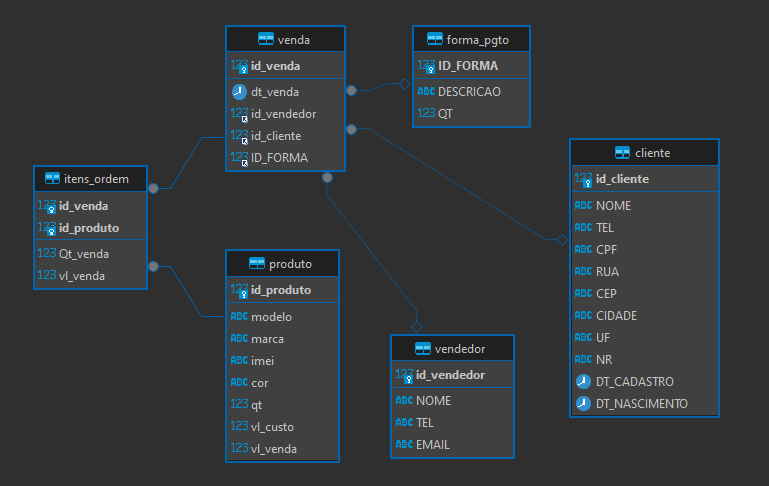 venda
123 id_venda
dt_venda
123 id_vendedor
123 id_cliente
123 ID_FORMA
forma_pgto
123 ID_FORMA
ABC DESCRICAO
123 QT
cliente
123 id_cliente
ABC NOME
ABC TEL
ABC CPF
ABC RUA
ABC CEP
ABC CIDADE
ABC UF
ABC NR
DT_CADASTRO
DT_NASCIMENTO
itens_ordem
123 id_venda
123 id_produto
123 Qt_venda
123 vl_venda
produto
123 id_produto
ABC modelo
ABC marca
ABC imei
ABC cor
123 qt
123 vl_custo
123 vl_venda
vendedor
123 id_vendedor
ABC NOME
ABC TEL
ABC EMAIL